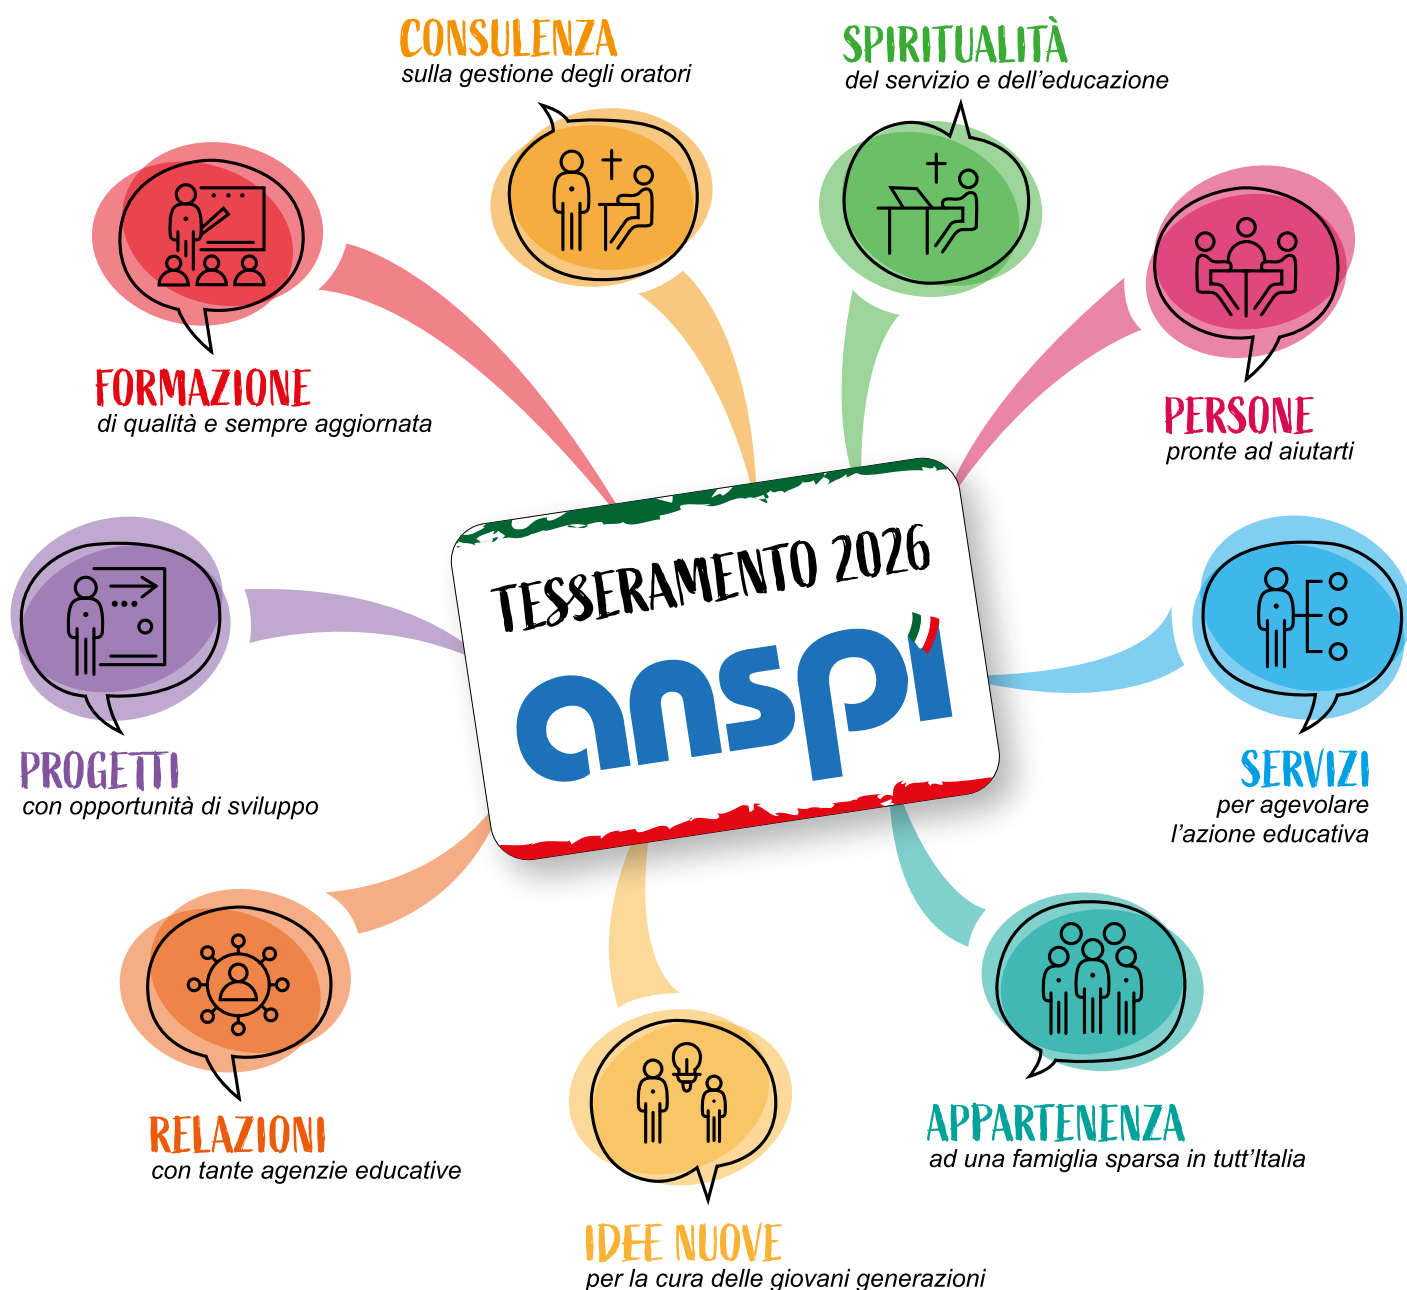 CONSULENZA
sulla gestione degli oratori
SPIRITUALITÀ
del servizio e dell'educazione
FORMAZIONE
di qualità e sempre aggiornata
PERSONE
pronte ad aiutarti
TESSERAMENTO 2026
anspi
PROGETTI
con opportunità di sviluppo
SERVIZI
per agevolare
l'azione educativa
RELAZIONI
con tante agenzie educative
APPARTENENZA
ad una famiglia sparsa in tutt'Italia
IDEE NUOVE
per la cura delle giovani generazioni